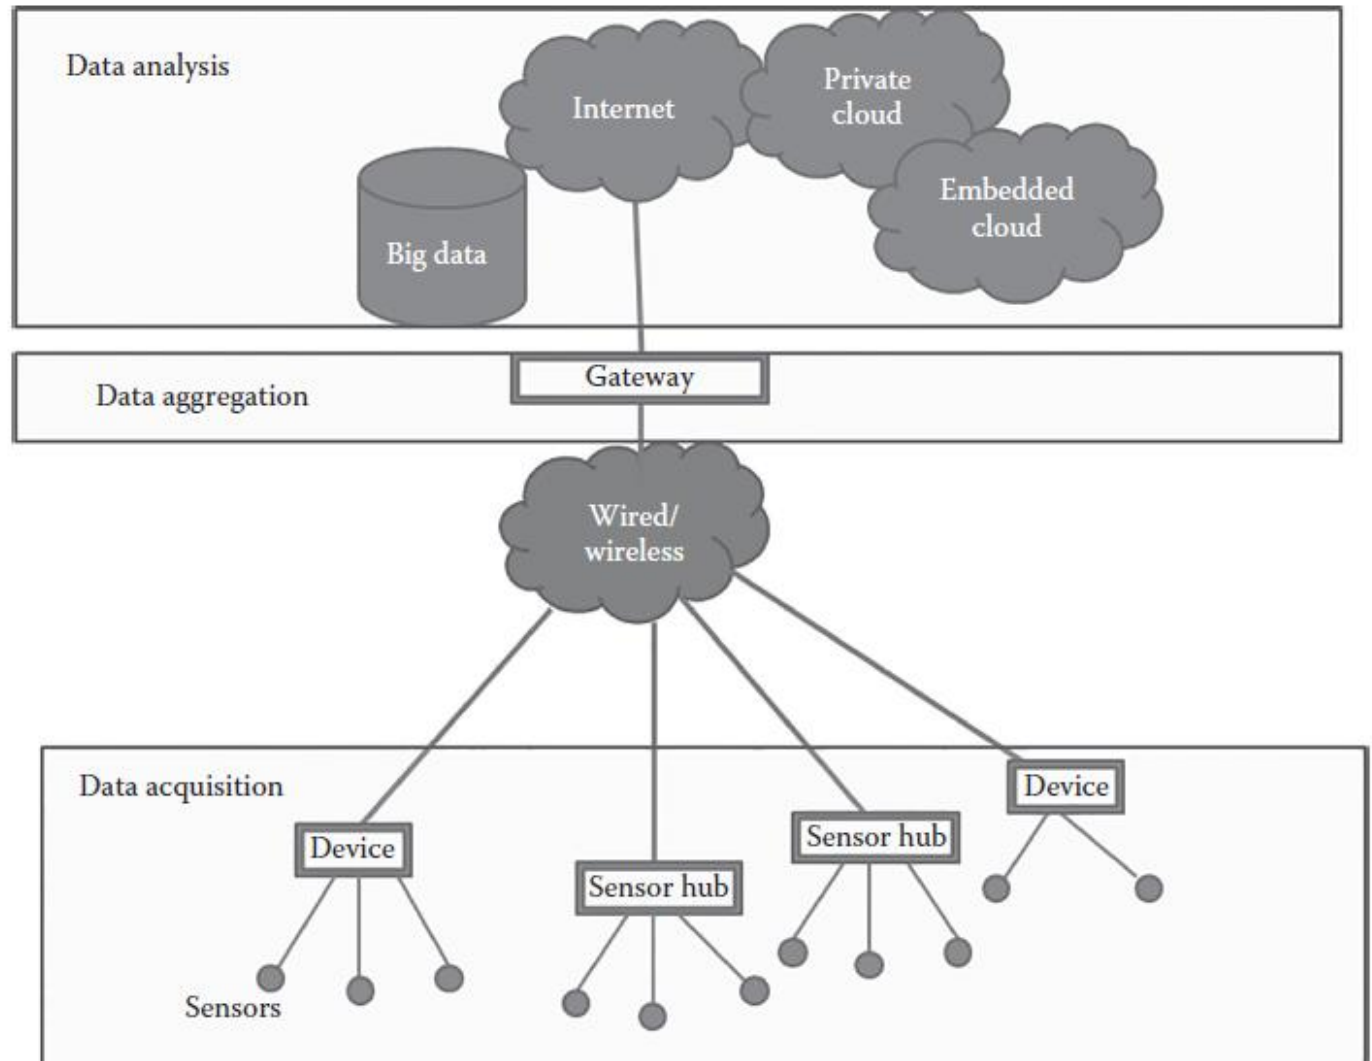 Data analysis
Internet
Private
cloud
Embedded
cloud
Big data
Gateway
Data aggregation
Wired/
wireless
Data acquisition
Device
Device
Sensor hub
Sensor hub
Sensors